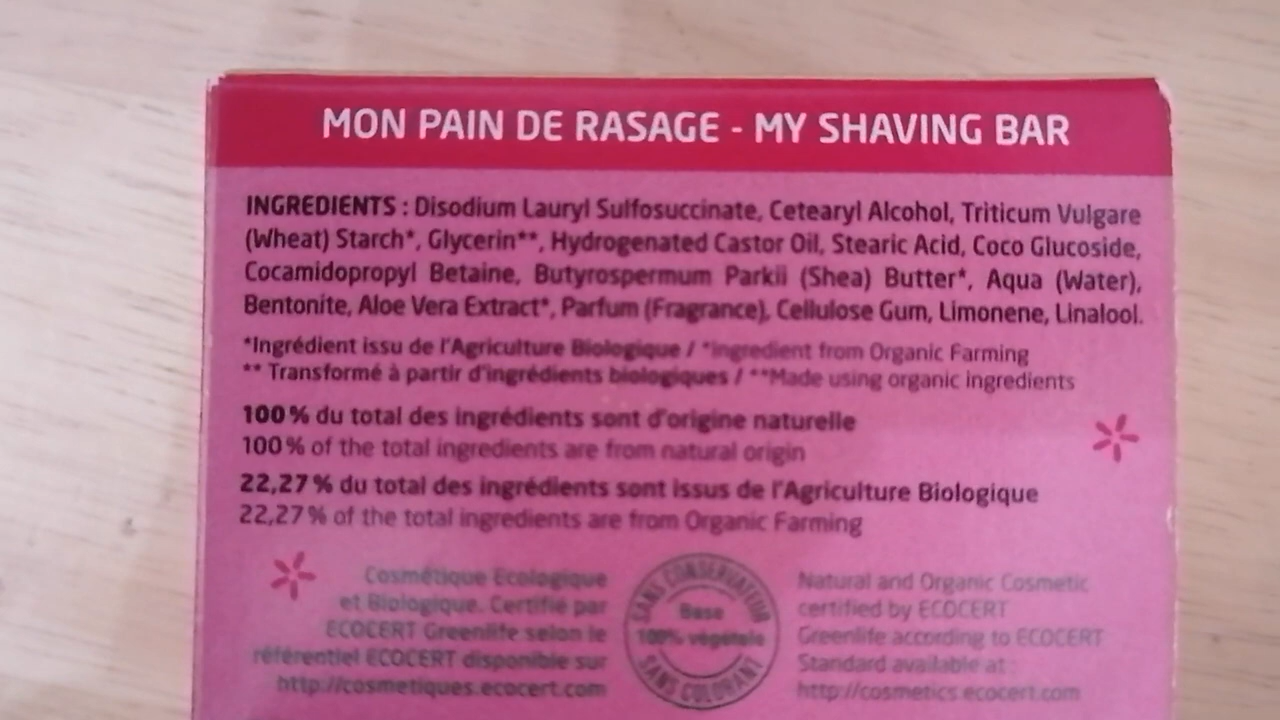 MON PAIN DE RASAGE - MY SHAVING BAR
INGREDIENTS : Disodium Lauryl Sulfosuccinate, Cetearyl Alcohol, Triticum Vulgare
(Wheat) Starch*, Glycerin**, Hydrogenated Castor Oil, Stearic Acid, Coco Glucoside,
Cocamidopropyl Betaine, Butyrospermum Parkii (Shea) Butter*, Aqua (Water),
Bentonite, Aloe Vera Extract*, Parfum (Fragrance), Cellulose Gum, Limonene, Linalool.
*Ingrédient issu de l'Agriculture Biologique / *Ingredient from Organic Farming
** Transformé à partir d'ingrédients biologiques / **Made using organic ingredients
100% du total des ingrédients sont d'origine naturelle
100% of the total ingredients are from natural origin
22,27% du total des ingrédients sont issus de l'Agriculture Biologique
22,27% of the total ingredients are from Organic Farming
Cosmétique Ecologique
et Biologique. Certifié par
ECOCERT Greenlife selon le
référentiel ECOCERT disponible sur
http://cosmetiques.ecocert.com
SANS CONSERVATEUR
Base
100% végétale
SANS COLORANT
Natural and Organic Cosmetic
certified by ECOCERT
Greenlife according to ECOCERT
Standard available at :
http://cosmetics.ecocert.com